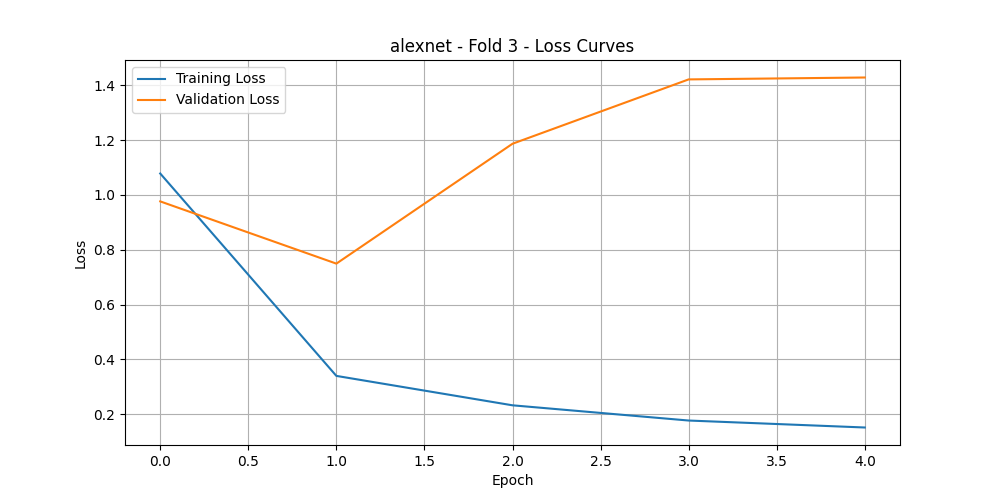 alexnet - Fold 3 - Loss Curves
Training Loss
Validation Loss
Loss
1.4
1.2
1.0
0.8
0.6
0.4
0.2
0.0 0.5 1.0 1.5 2.0 2.5 3.0 3.5 4.0
Epoch